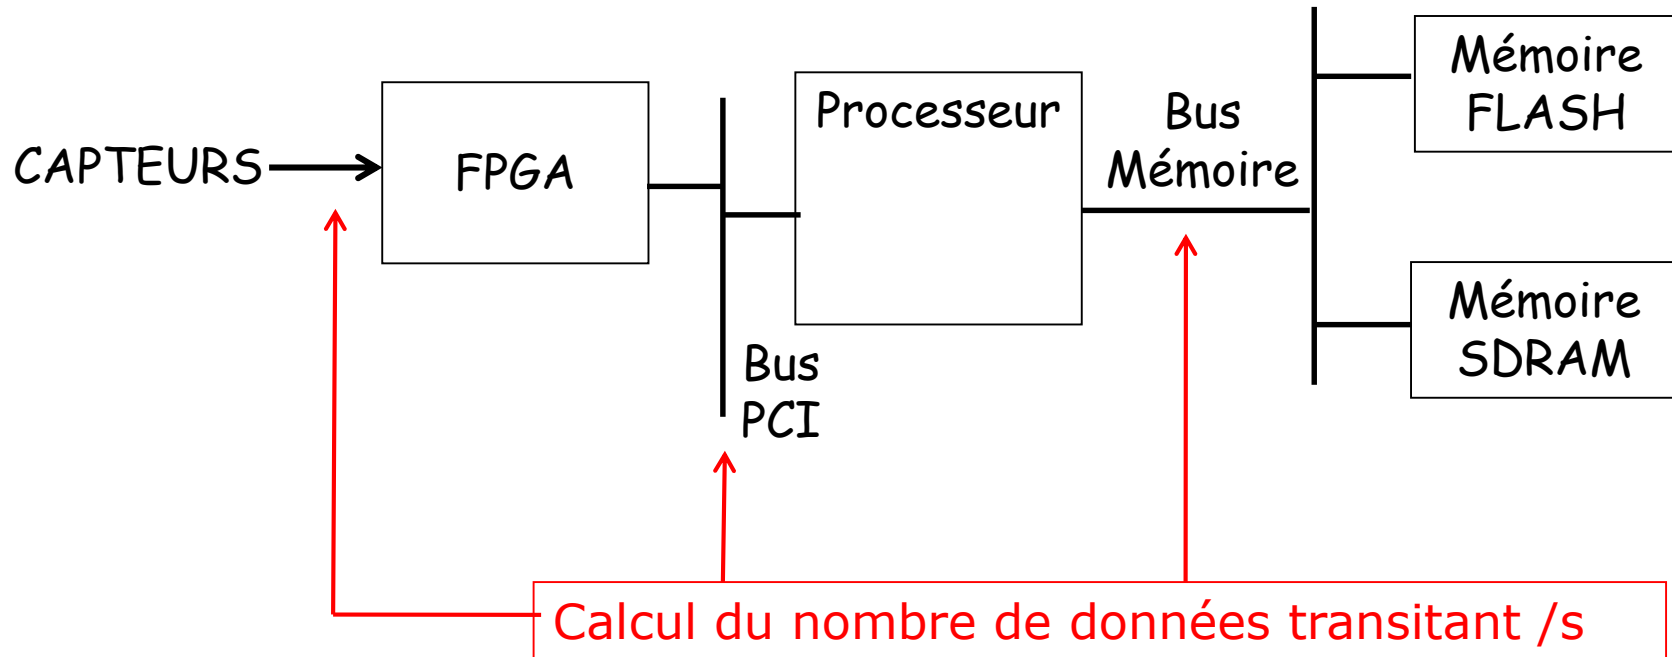 CAPTEURS
FPGA
Processeur
Bus
PCI
Bus
Mémoire
Mémoire
FLASH
Mémoire
SDRAM
Calcul du nombre de données transitant /s